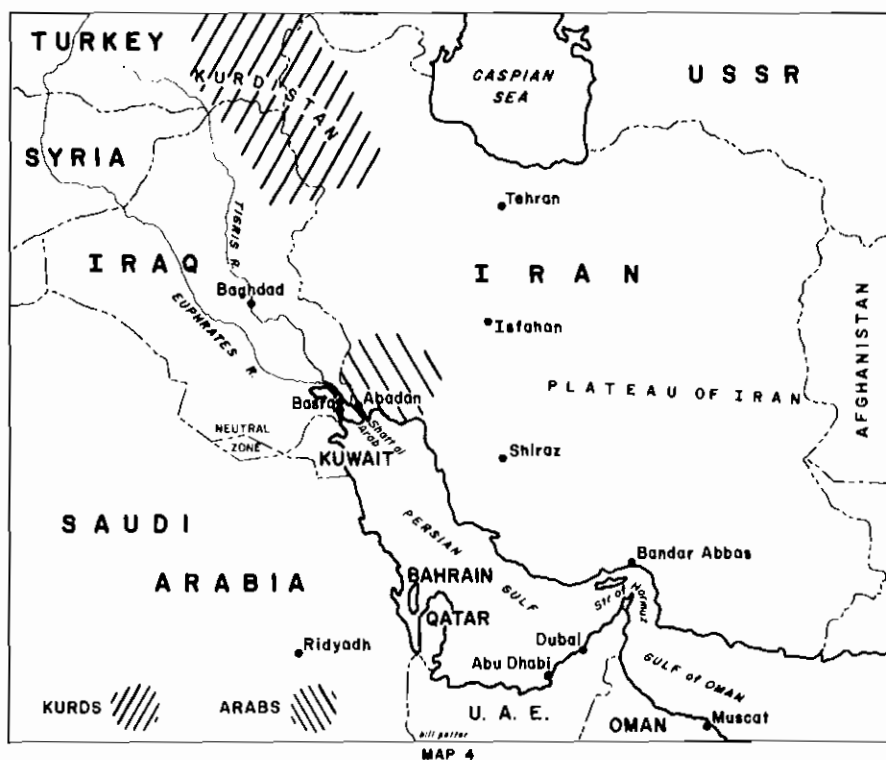 TURKEY
KURDISTAN
CASPIAN
SEA
USSR
SYRIA
Tehran
TIGRIS R.
IRAQ
IRAN
Baghdad
EUPHRATES R.
Isfahan
AFGHANISTAN
PLATEAU OF IRAN
Basra
Abadan
Shatt al
Arab
NEUTRAL
ZONE
KUWAIT
Shiraz
SAUDI
ARABIA
PERSIAN
GULF
Bandar Abbas
BAHRAIN
Str of
Hormuz
QATAR
Ridyadh
Dubal
Abu Dhabi
GULF of OMAN
KURDS
ARABS
U. A. E.
OMAN
Muscat
bill potter
MAP 4